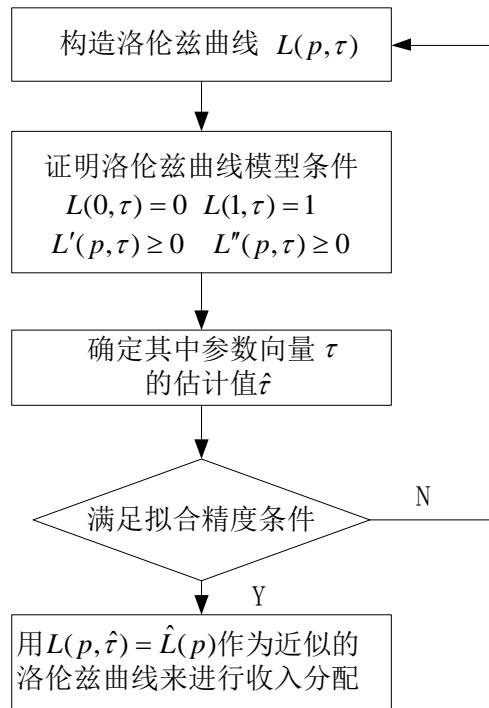 构造洛伦兹曲线 L(p,τ)
证明洛伦兹曲线模型条件
L(0,τ)=0 L(1,τ)=1
L′(p,τ)≥0 L″(p,τ)≥0
确定其中参数向量 τ
的估计值τ̂
满足拟合精度条件
N
Y
用L(p,τ̂)=L̂(p)作为近似的
洛伦兹曲线来进行收入分配